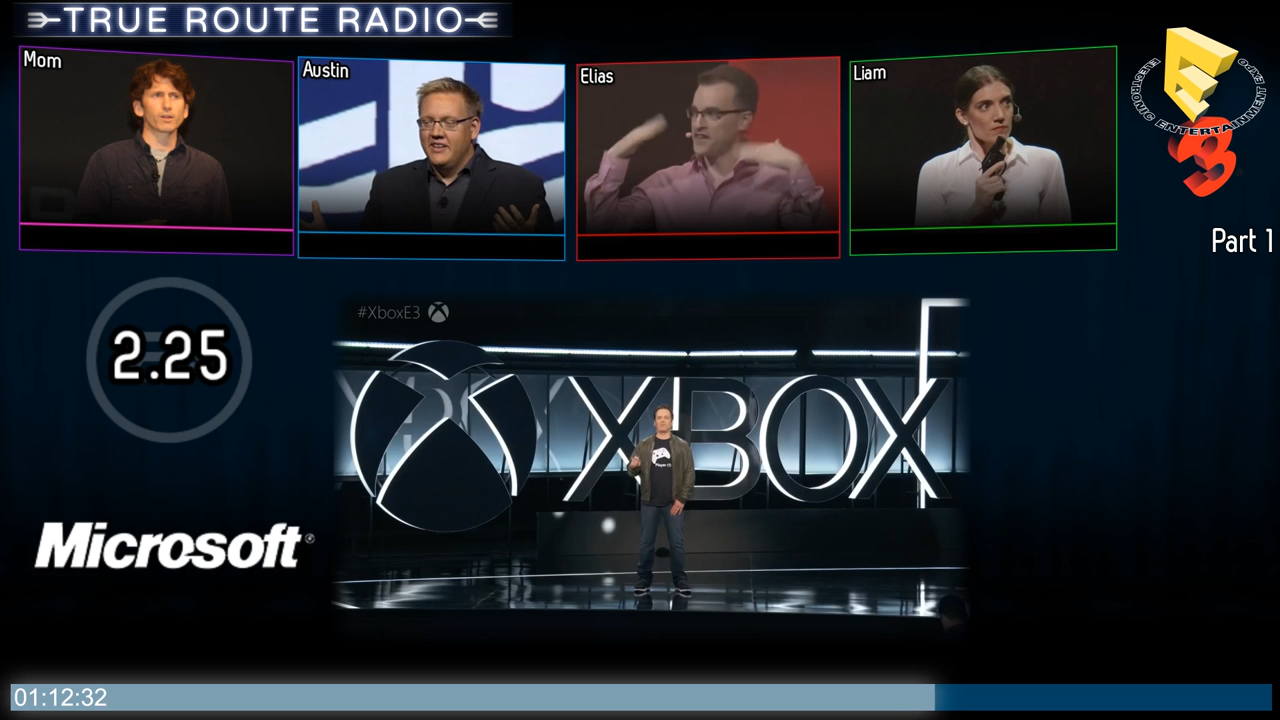 TRUE ROUTE RADIO
Mom
Austin
Elias
Liam
ELECTRONIC ENTERTAINMENT EXPO
E3
Part 1
2.25
#XboxE3
XBOX
Microsoft®
01:12:32